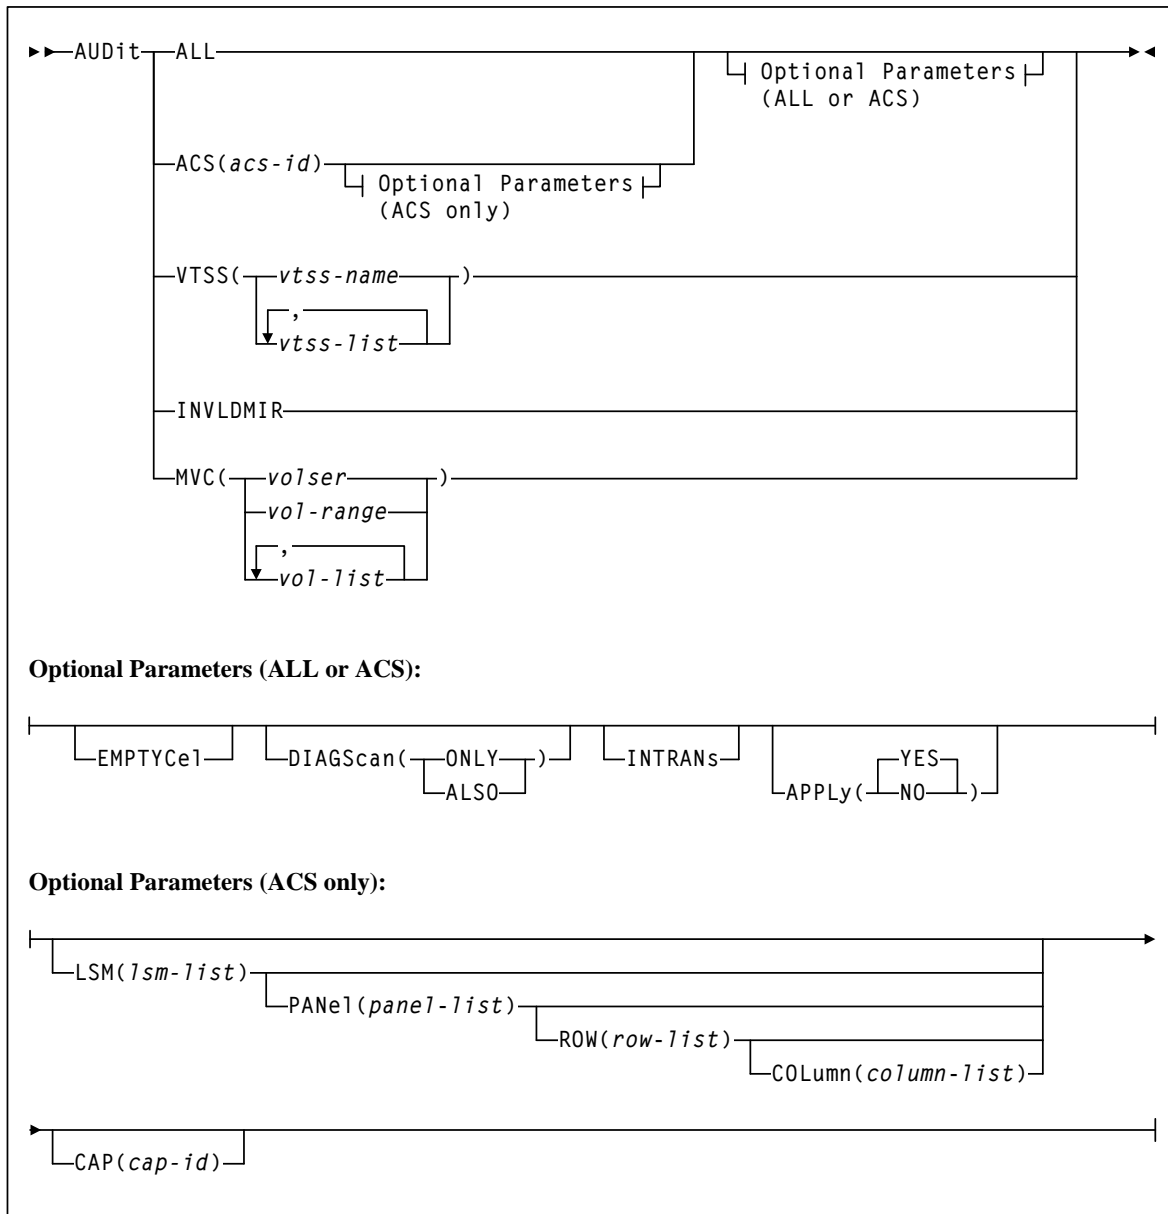 AUDit ALL
Optional Parameters
(ALL or ACS)
ACS(acs-id)
Optional Parameters
(ACS only)
VTSS( vtss-name )
,
vtss-list
INVLDMIR
MVC( volser )
vol-range
,
vol-list
Optional Parameters (ALL or ACS):
EMPTYCel DIAGScan( ONLY ) INTRANs YES
ALSO APPLy( NO )
Optional Parameters (ACS only):
LSM(lsm-list)
PANel(panel-list)
ROW(row-list)
COLumn(column-list)
CAP(cap-id)